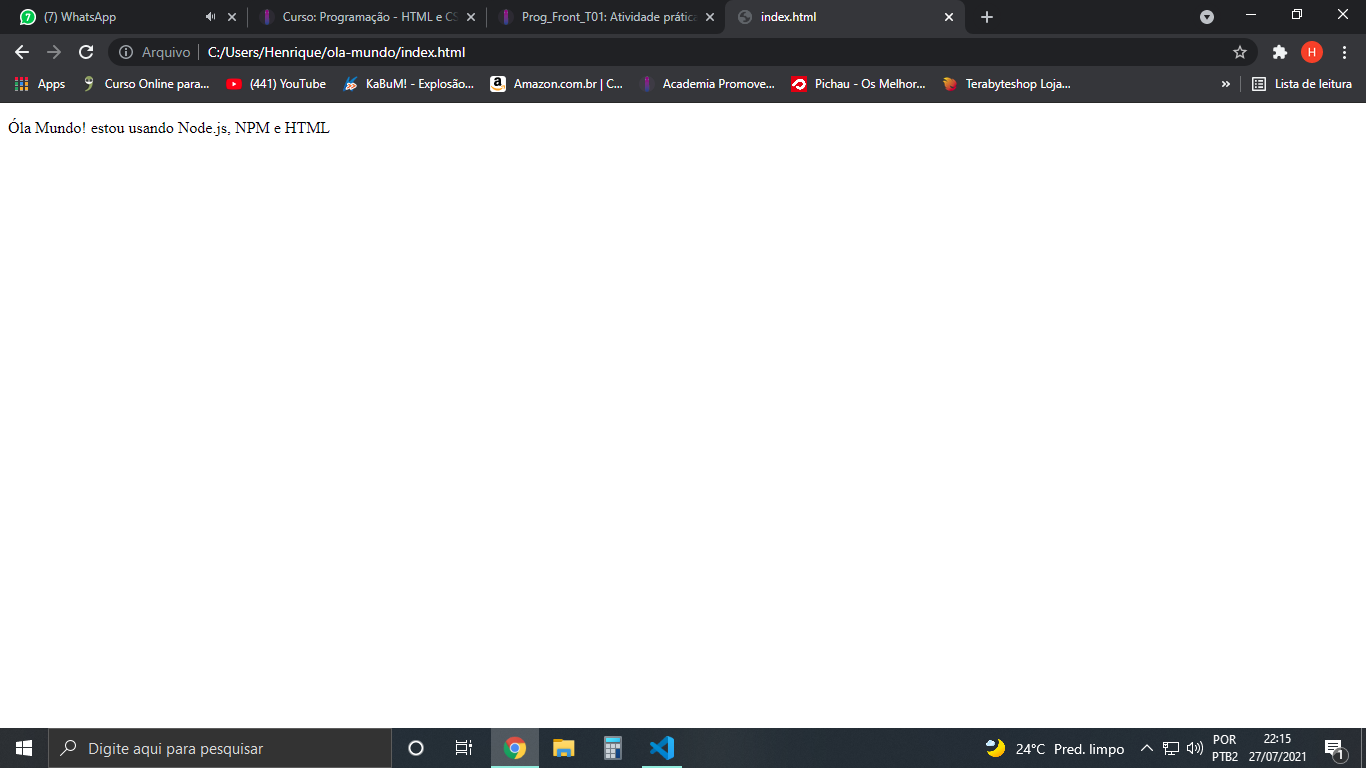 7 (7) WhatsApp Curso: Programação - HTML e CS Prog_Front_T01: Atividade prática index.html
Arquivo C:/Users/Henrique/ola-mundo/index.html H
Apps Curso Online para... (441) YouTube KaBuM! - Explosão... a Amazon.com.br | C... Academia Promove... Pichau - Os Melhor... Terabyteshop Loja... » Lista de leitura
Óla Mundo! estou usando Node.js, NPM e HTML
Digite aqui para pesquisar 24°C Pred. limpo POR 22:15
PTB2 27/07/2021 1